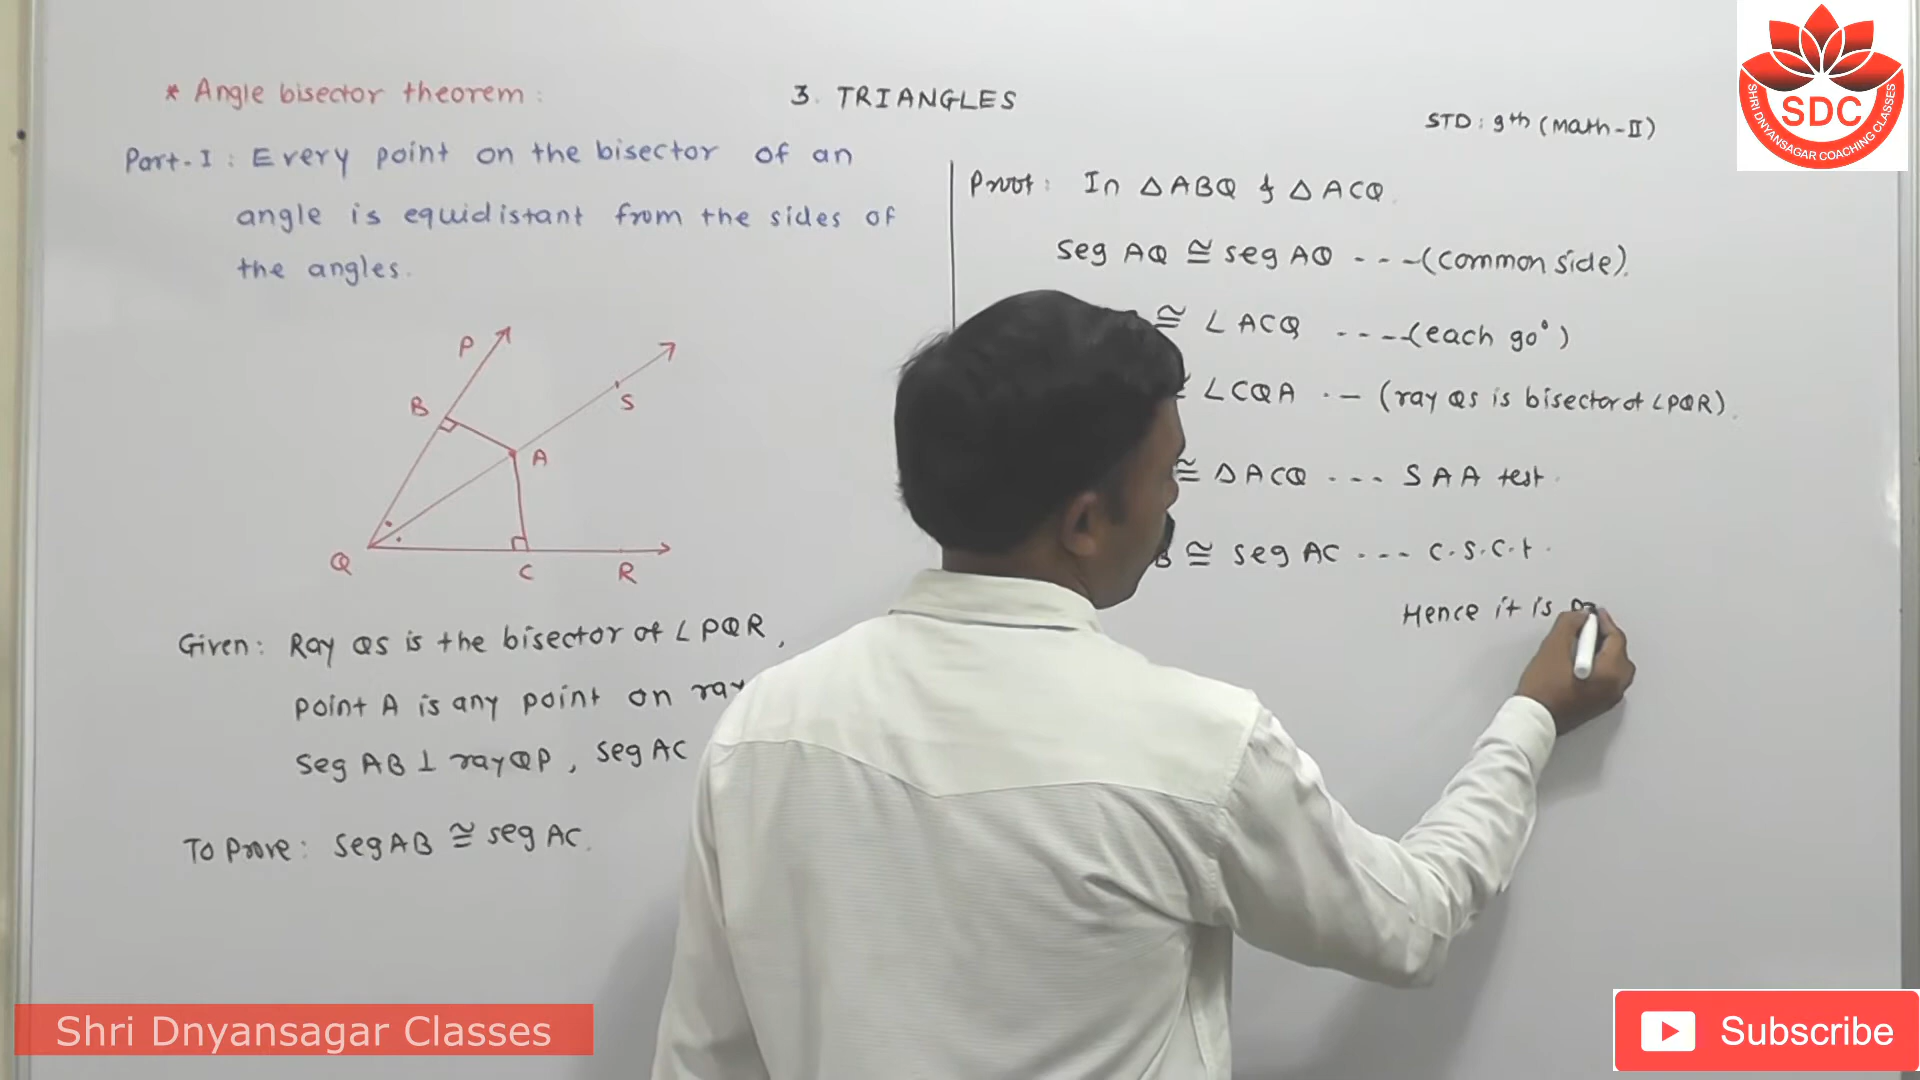 * Angle bisector theorem:
3. TRIANGLES
STD: 9th (Math-II)
Part-I: Every point on the bisector of an
angle is equidistant from the sides of
the angles.
P
B
S
A
Q
C
R
Given: Ray QS is the bisector of ∠PQR,
point A is any point on ray
Seg AB ⊥ ray QP, seg AC
To Prove: seg AB ≅ seg AC.
Proof: In △ABQ & △ACQ.
seg AQ ≅ seg AQ ---(common side).
≅ ∠ACQ ----(each 90°)
≅ ∠CQA .— (ray QS is bisector of ∠PQR).
≅ △ACQ --- SAA test.
B ≅ seg AC --- c.s.c.t.
Hence it is
SDC
SHRI DNYANSAGAR COACHING CLASSES
Shri Dnyansagar Classes
Subscribe